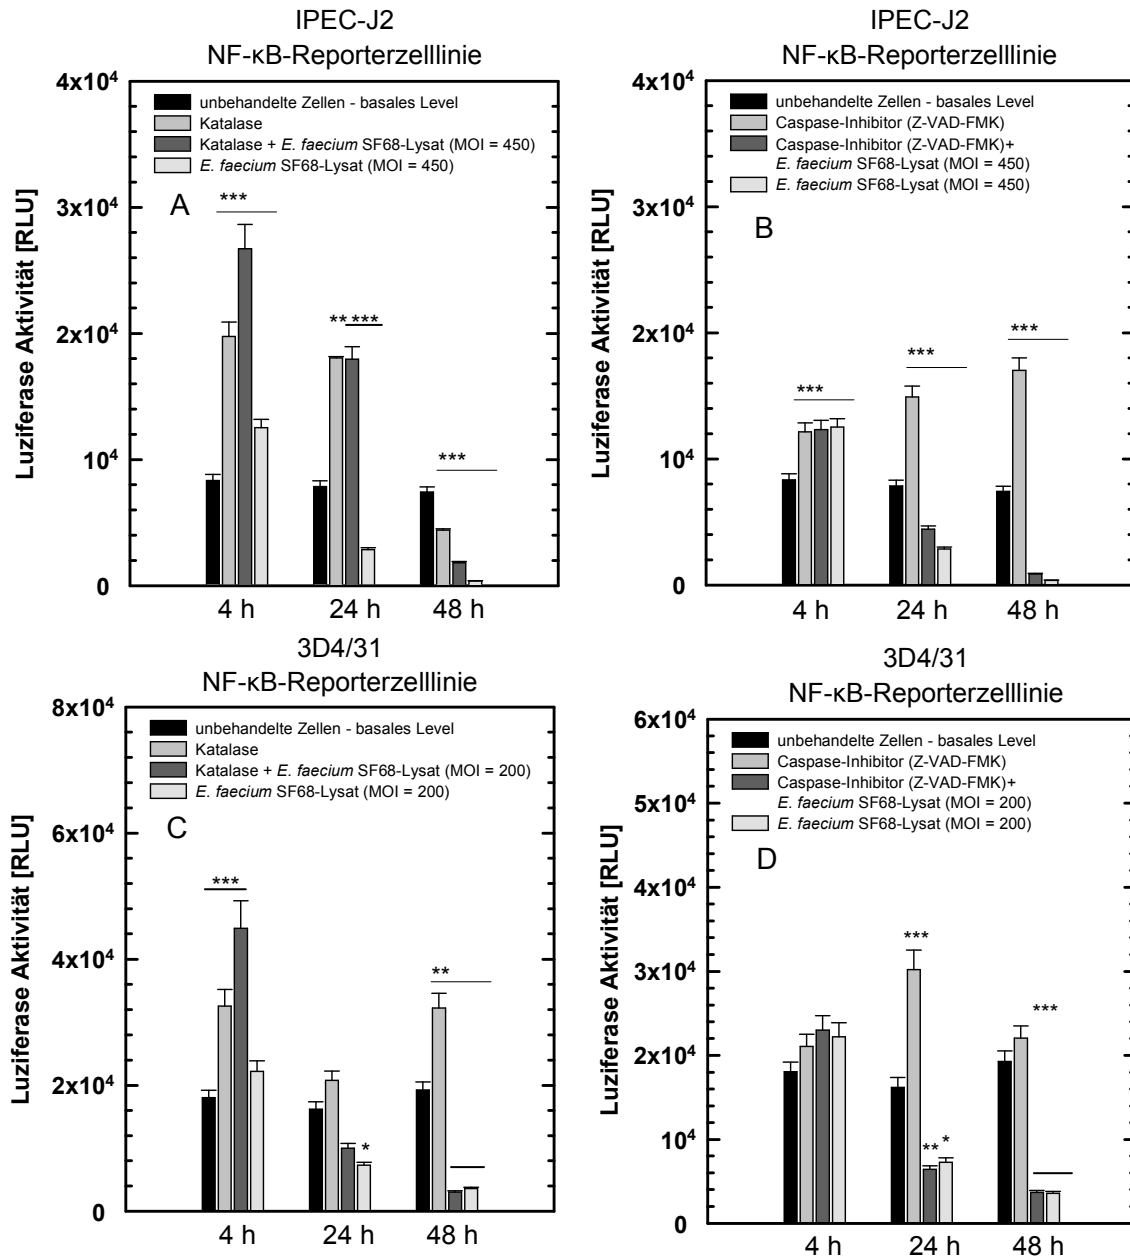 IPEC-J2
NF-κB-Reporterzelllinie
4x10⁴
3x10⁴
2x10⁴
10⁴
0
Luziferase Aktivität [RLU]
unbehandelte Zellen - basales Level
Katalase
Katalase + E. faecium SF68-Lysat (MOI = 450)
E. faecium SF68-Lysat (MOI = 450)
A
***
**
***
***
4 h
24 h
48 h
IPEC-J2
NF-κB-Reporterzelllinie
4x10⁴
3x10⁴
2x10⁴
10⁴
0
Luziferase Aktivität [RLU]
unbehandelte Zellen - basales Level
Caspase-Inhibitor (Z-VAD-FMK)
Caspase-Inhibitor (Z-VAD-FMK)+
E. faecium SF68-Lysat (MOI = 450)
E. faecium SF68-Lysat (MOI = 450)
B
***
***
***
4 h
24 h
48 h
3D4/31
NF-κB-Reporterzelllinie
8x10⁴
6x10⁴
4x10⁴
2x10⁴
0
Luziferase Aktivität [RLU]
unbehandelte Zellen - basales Level
Katalase
Katalase + E. faecium SF68-Lysat (MOI = 200)
E. faecium SF68-Lysat (MOI = 200)
C
***
*
**
4 h
24 h
48 h
3D4/31
NF-κB-Reporterzelllinie
6x10⁴
5x10⁴
4x10⁴
3x10⁴
2x10⁴
10⁴
0
Luziferase Aktivität [RLU]
unbehandelte Zellen - basales Level
Caspase-Inhibitor (Z-VAD-FMK)
Caspase-Inhibitor (Z-VAD-FMK)+
E. faecium SF68-Lysat (MOI = 200)
E. faecium SF68-Lysat (MOI = 200)
D
***
**
*
***
4 h
24 h
48 h